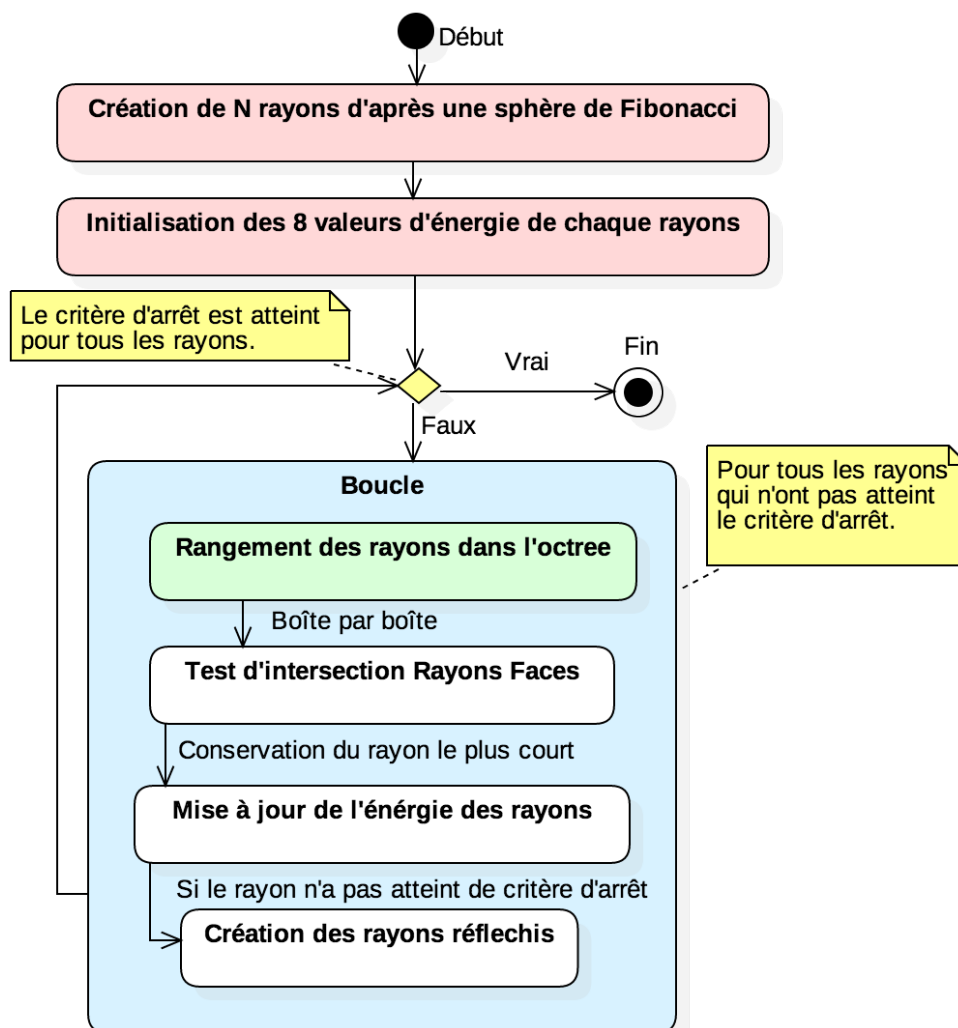 Début
Création de N rayons d'après une sphère de Fibonacci
Initialisation des 8 valeurs d'énergie de chaque rayons
Le critère d'arrêt est atteint
pour tous les rayons.
Vrai
Fin
Faux
Boucle
Pour tous les rayons
qui n'ont pas atteint
le critère d'arrêt.
Rangement des rayons dans l'octree
Boîte par boîte
Test d'intersection Rayons Faces
Conservation du rayon le plus court
Mise à jour de l'énérgie des rayons
Si le rayon n'a pas atteint de critère d'arrêt
Création des rayons réflechis